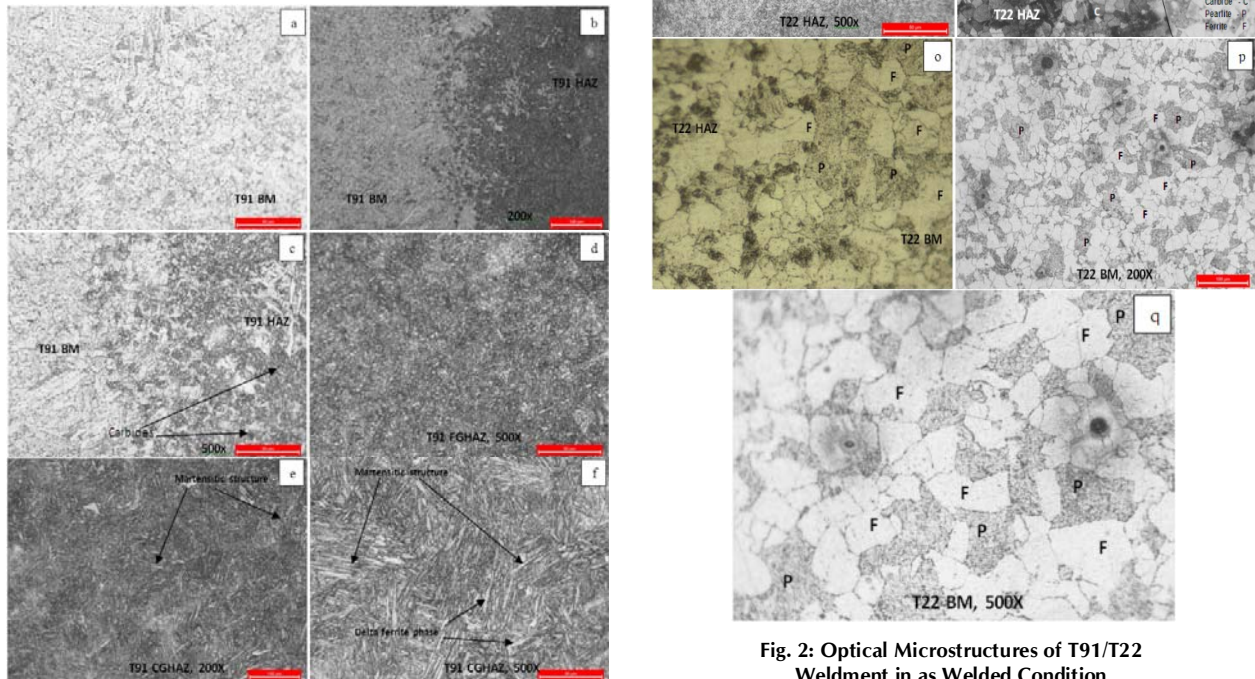 a
T91 BM
b
T91 HAZ
T91 BM
200x
c
T91 HAZ
T91 BM
Carbides
500x
d
T91 FGHAZ, 500X
e
Martensitic structure
T91 CGHAZ, 200X
f
Martensitic structure
Delta ferrite phase
T91 CGHAZ, 500X
T22 HAZ, 500x
T22 HAZ
C
Carbide - C
Pearlite - P
Ferrite - F
o
P
F
T22 HAZ
F
F
P
P
F
T22 BM
p
F
P
P
F
P
F
P
F
P
T22 BM, 200X
q
P
F
F
F
P
F
P
F
P
T22 BM, 500X
Fig. 2: Optical Microstructures of T91/T22
Weldment in as Welded Condition